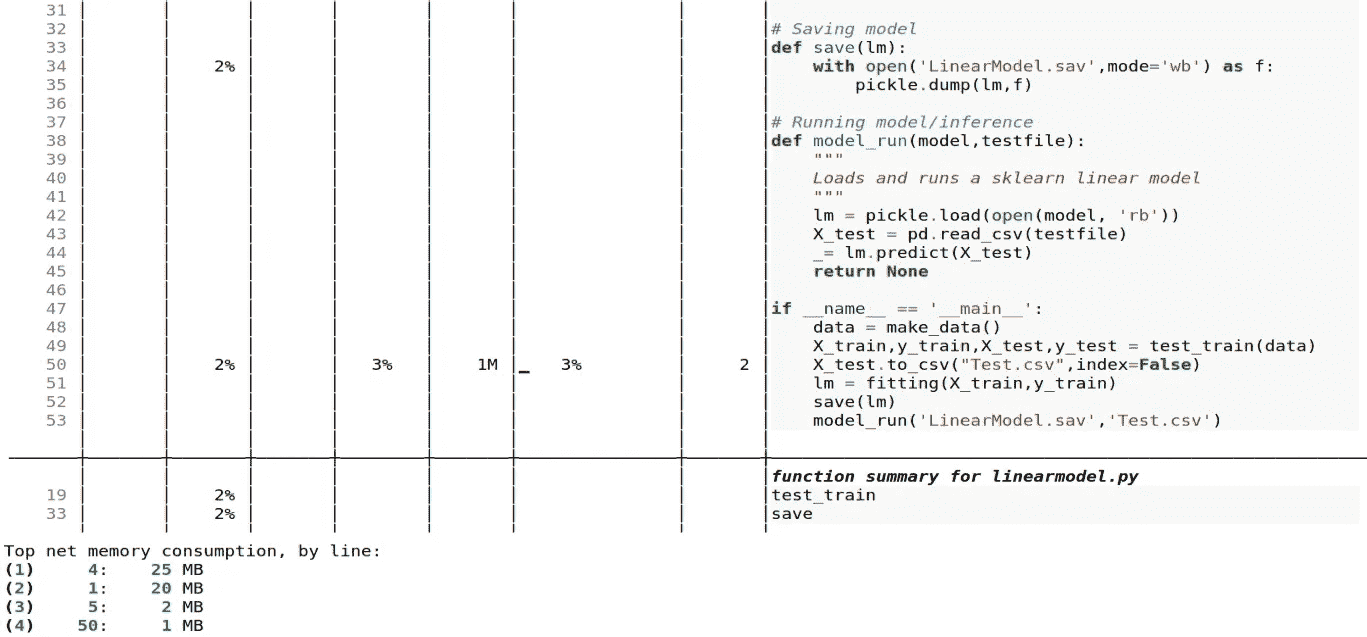 31
32 # Saving model
33 def save(lm):
34 2% with open('LinearModel.sav',mode='wb') as f:
35 pickle.dump(lm,f)
36
37 # Running model/inference
38 def model_run(model,testfile):
39 """
40 Loads and runs a sklearn linear model
41 """
42 lm = pickle.load(open(model, 'rb'))
43 X_test = pd.read_csv(testfile)
44 _= lm.predict(X_test)
45 return None
46
47 if __name__ == '__main__':
48 data = make_data()
49 X_train,y_train,X_test,y_test = test_train(data)
50 2% 3% 1M ▁ 3% 2 X_test.to_csv("Test.csv",index=False)
51 lm = fitting(X_train,y_train)
52 save(lm)
53 model_run('LinearModel.sav','Test.csv')
function summary for linearmodel.py
19 2% test_train
33 2% save
Top net memory consumption, by line:
(1) 4: 25 MB
(2) 1: 20 MB
(3) 5: 2 MB
(4) 50: 1 MB